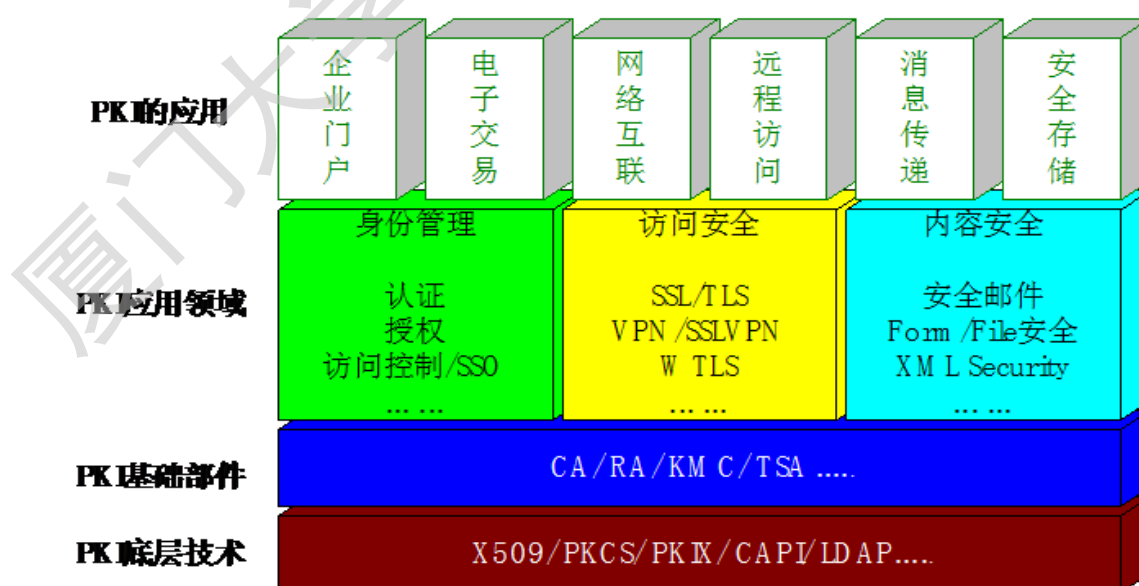 PKI的应用
企业门户
电子交易
网络互联
远程访问
消息传递
安全存储
PKI应用领域
身份管理
认证
授权
访问控制/SSO
... ...
访问安全
SSL/TLS
VPN/SSLVPN
WTLS
... ...
内容安全
安全邮件
Form/File安全
XML Security
... ...
PKI基础部件
CA/RA/KMC/TSA .....
PKI底层技术
X509/PKCS/PKIX/CAPI/LDAP.....
厦门大学